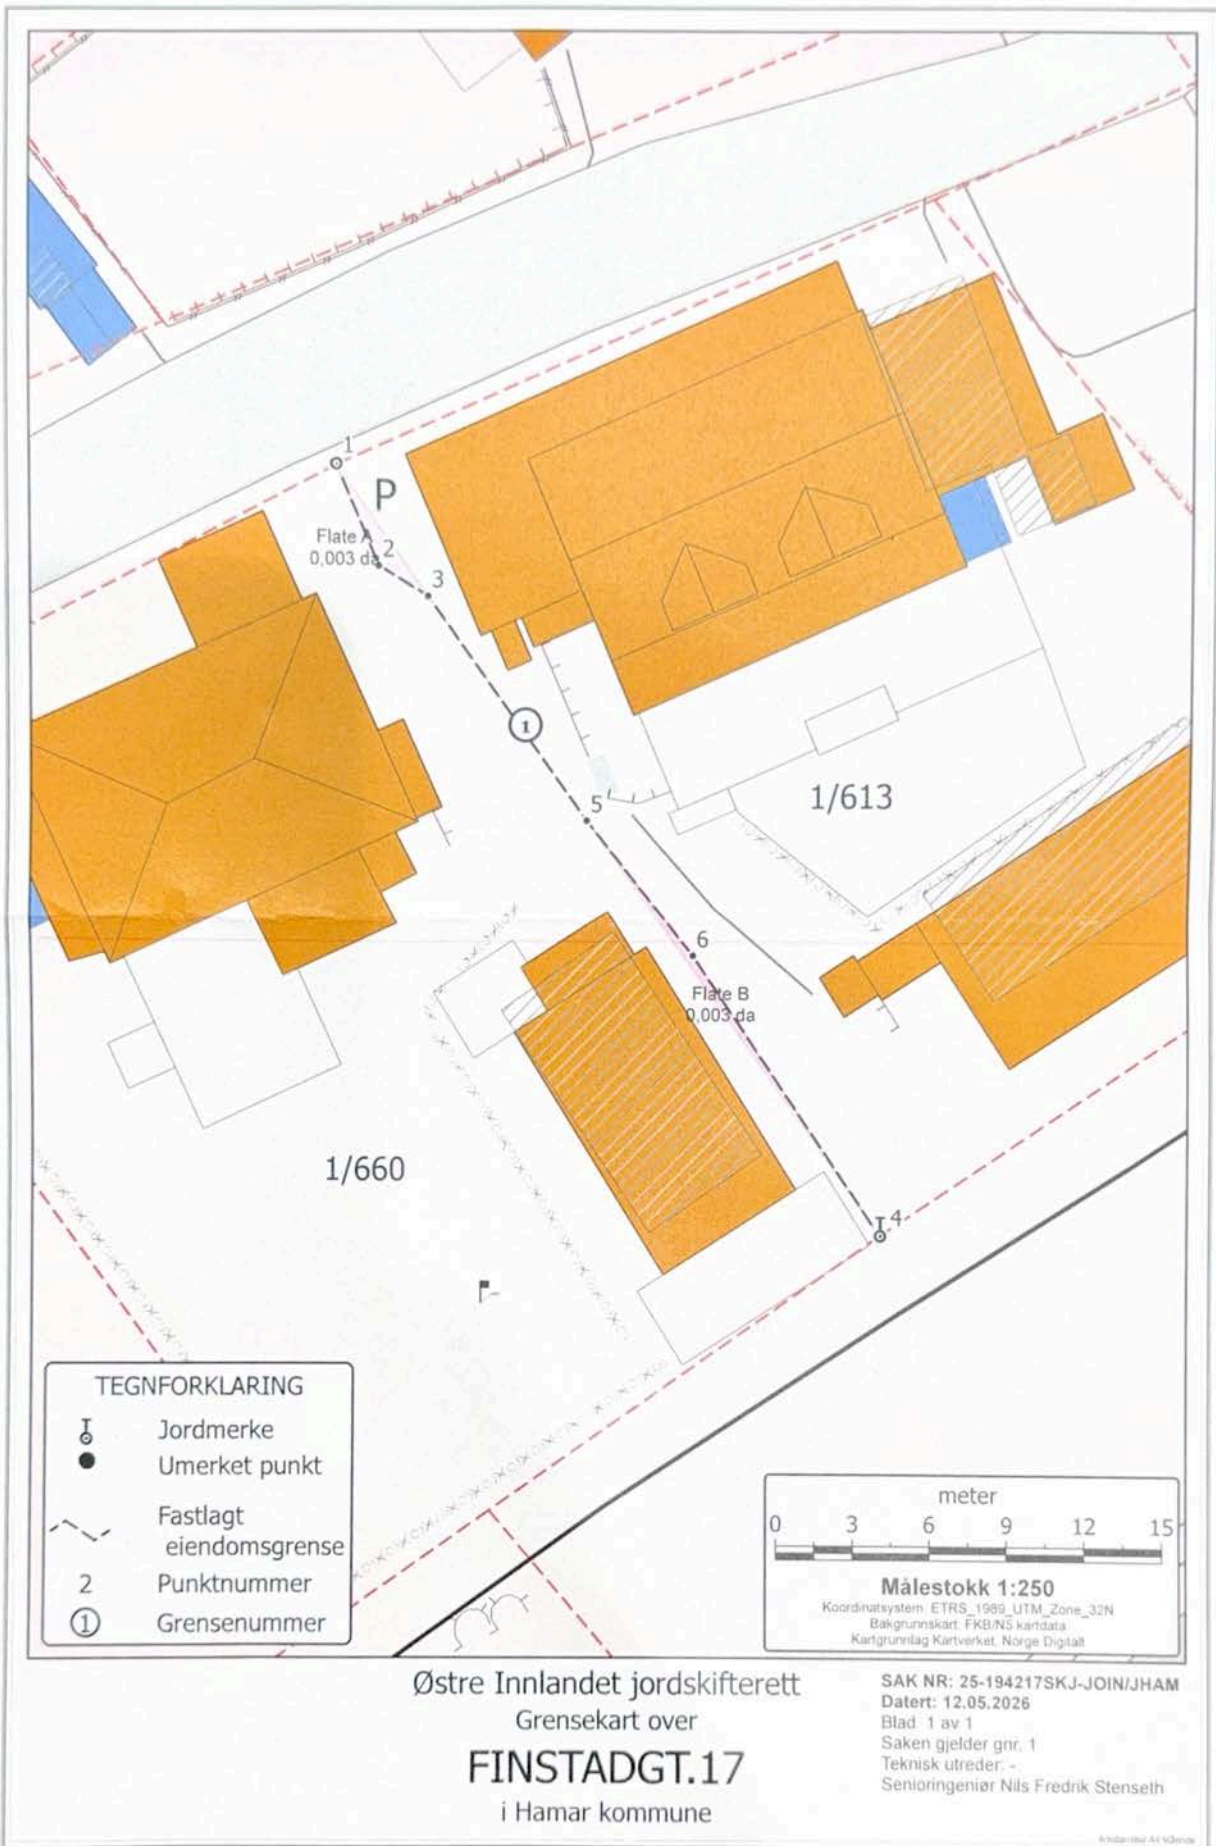 1
P
Flate A
0,003 da
2
3
1
5
1/613
6
Flate B
0,003 da
1/660
4
TEGNFORKLARING
Jordmerke
Umerket punkt
Fastlagt
eiendomsgrense
2 Punktnummer
1 Grensenummer
meter
0 3 6 9 12 15
Målestokk 1:250
Koordinatsystem: ETRS_1989_UTM_Zone_32N
Bakgrunnskart: FKB/N5 kartdata
Kartgrunnlag Kartverket, Norge Digitalt
Østre Innlandet jordskifterett
Grensekart over
FINSTADGT.17
i Hamar kommune
SAK NR: 25-194217SKJ-JOIN/JHAM
Datert: 12.05.2026
Blad 1 av 1
Saken gjelder gnr. 1
Teknisk utreder: -
Senioringeniør Nils Fredrik Stenseth